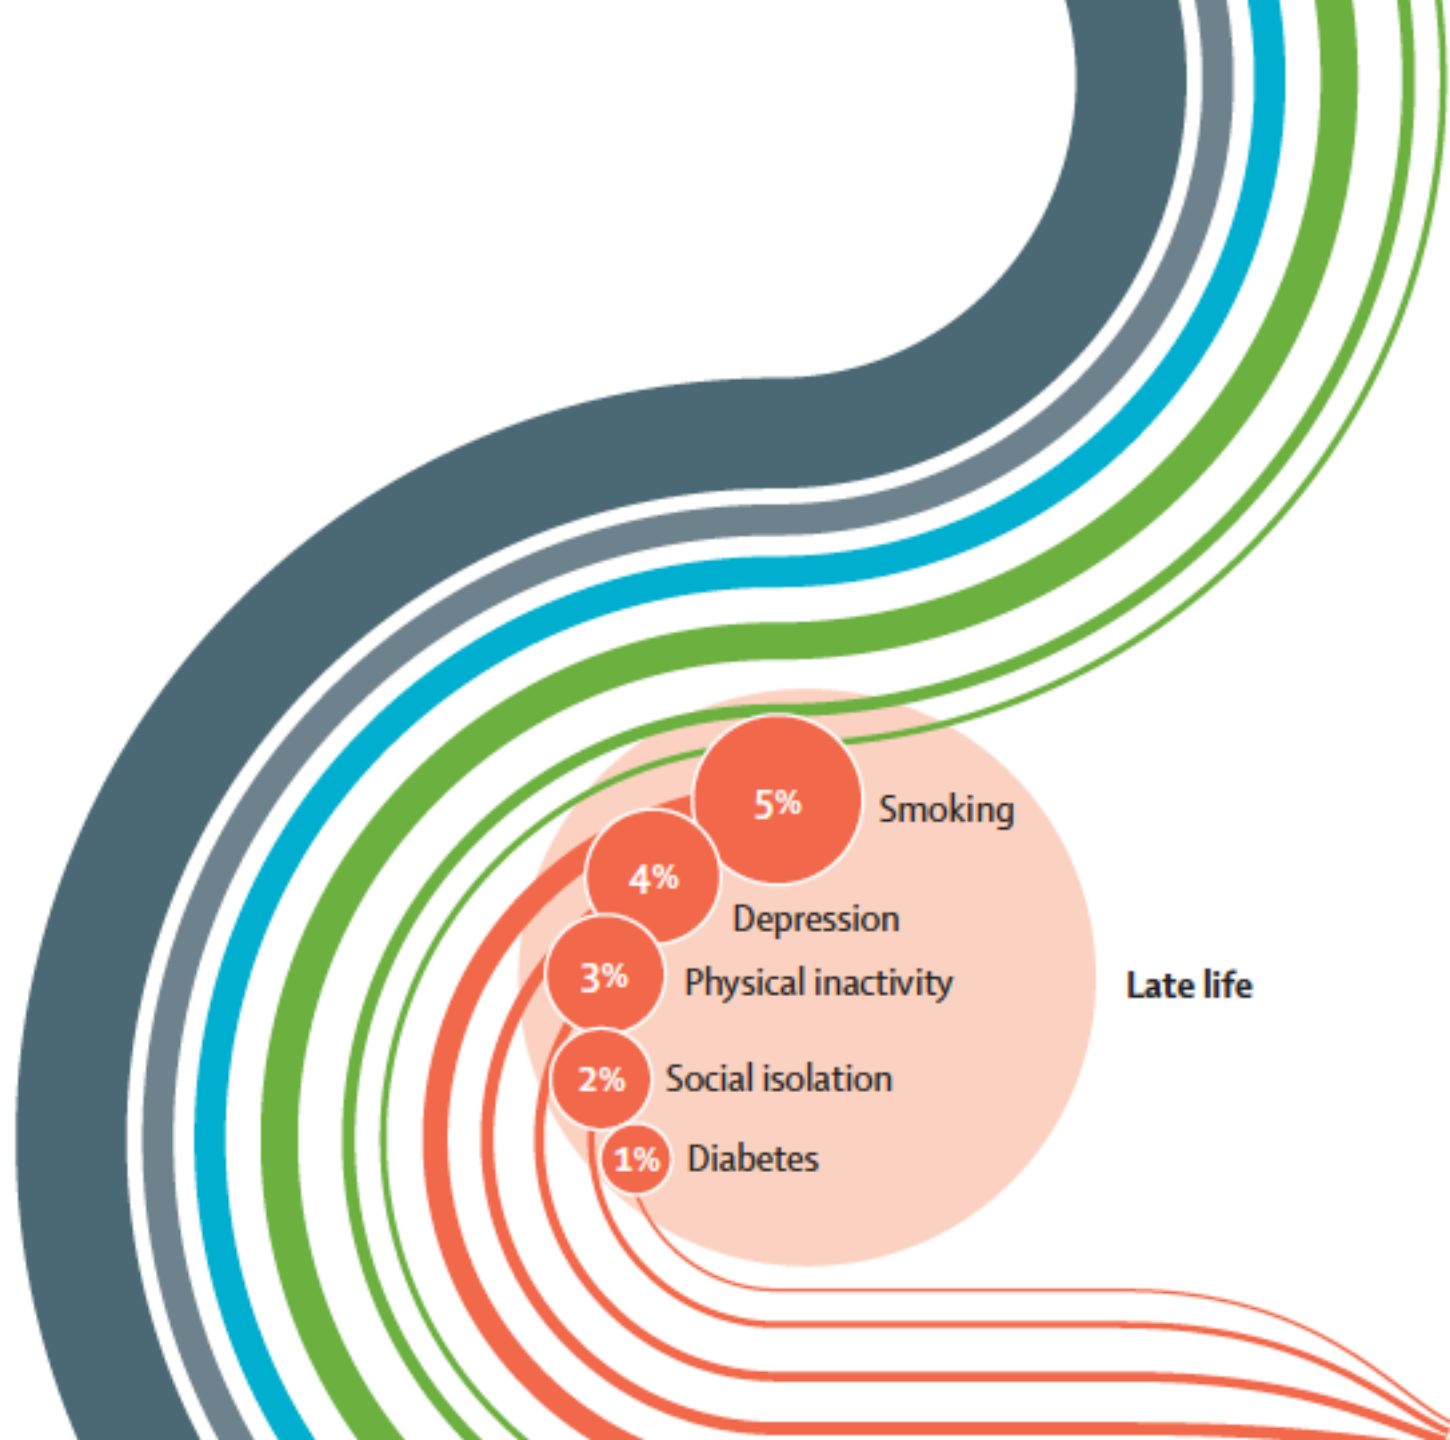 5% Smoking
4%
Depression
3% Physical inactivity
Late life
2% Social isolation
1% Diabetes